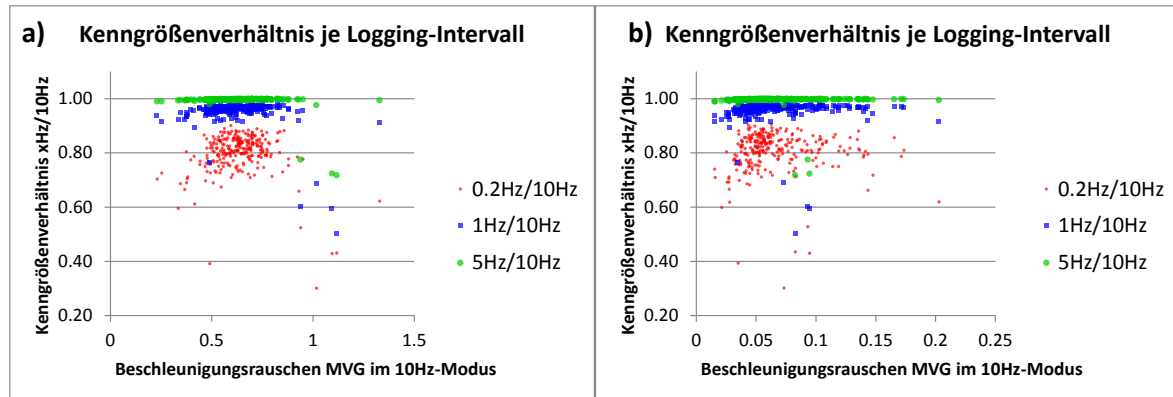 a) Kenngrößenverhältnis je Logging-Intervall
Kenngrößenverhältnis xHz/10Hz
1.00
0.80
0.60
0.40
0.20
0
0.5
1
1.5
Beschleunigungsrauschen MVG im 10Hz-Modus
0.2Hz/10Hz
1Hz/10Hz
5Hz/10Hz
b) Kenngrößenverhältnis je Logging-Intervall
Kenngrößenverhältnis xHz/10Hz
1.00
0.80
0.60
0.40
0.20
0
0.05
0.1
0.15
0.2
0.25
Beschleunigungsrauschen MVG im 10Hz-Modus
0.2Hz/10Hz
1Hz/10Hz
5Hz/10Hz